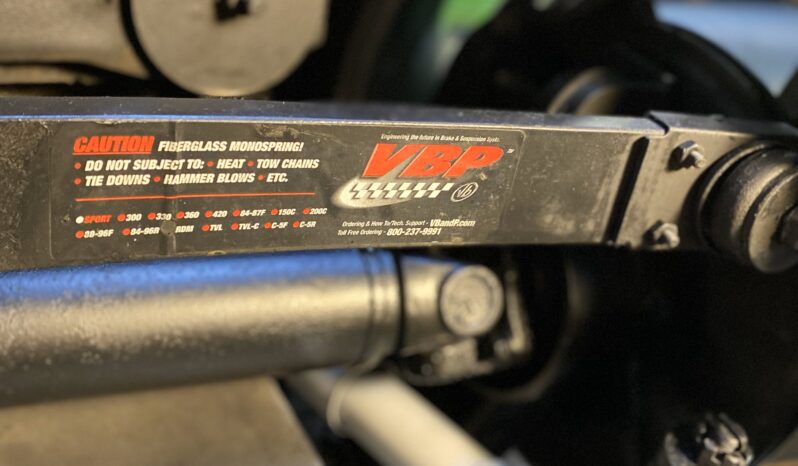 CAUTION FIBERGLASS MONOSPRING!
• DO NOT SUBJECT TO: • HEAT • TOW CHAINS
• TIE DOWNS • HAMMER BLOWS • ETC.
SPORT 300 330 360 420 84-87F 150C 200C
88-96F 84-96R RDM TVL TVL-C C-5F C-5R
Engineering the future in Brake & Suspension Systems
VBP
Ordering & How To/Tech. Support - VBandP.com
Toll Free Ordering - 800-237-9991